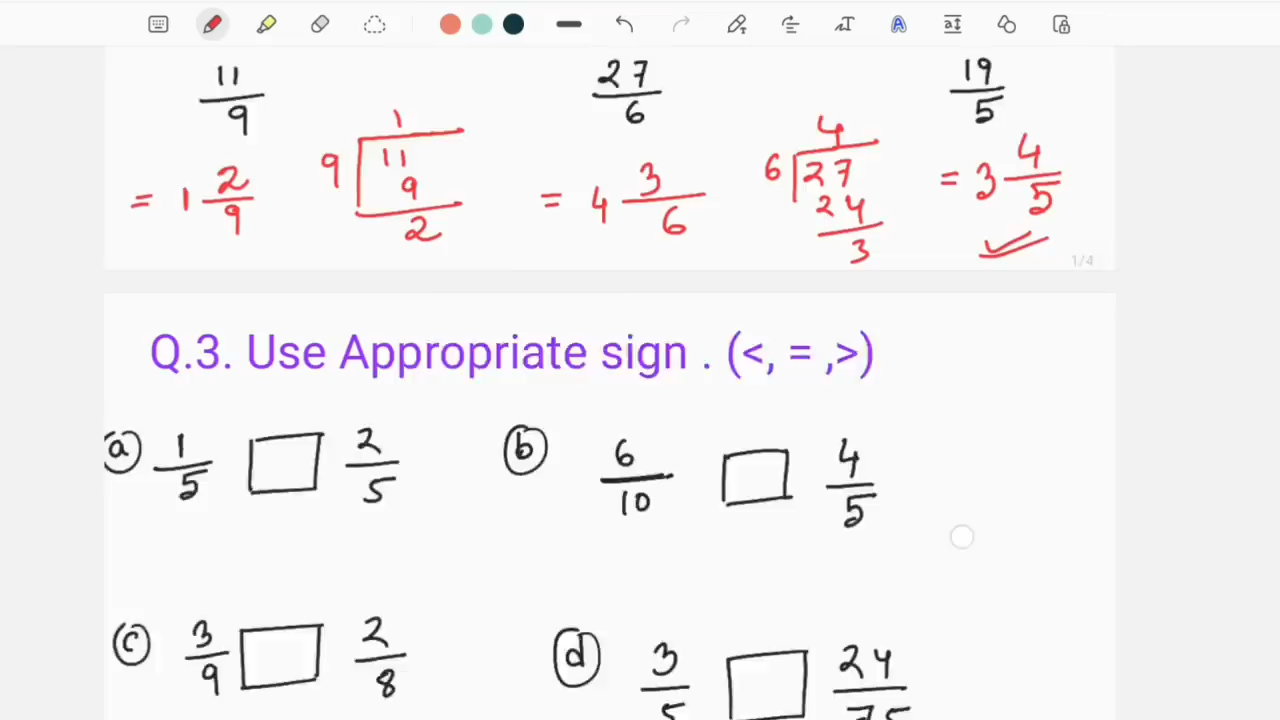 11/9 27/6 19/5
= 1 2/9 9 11 1 9 2 = 4 3/6 6 27 4 24 3 = 3 4/5
1/4
Q.3. Use Appropriate sign . (<, = ,>)
(a) 1/5 □ 2/5 (b) 6/10 □ 4/5
(c) 3/9 □ 2/8 (d) 3/5 □ 24/75